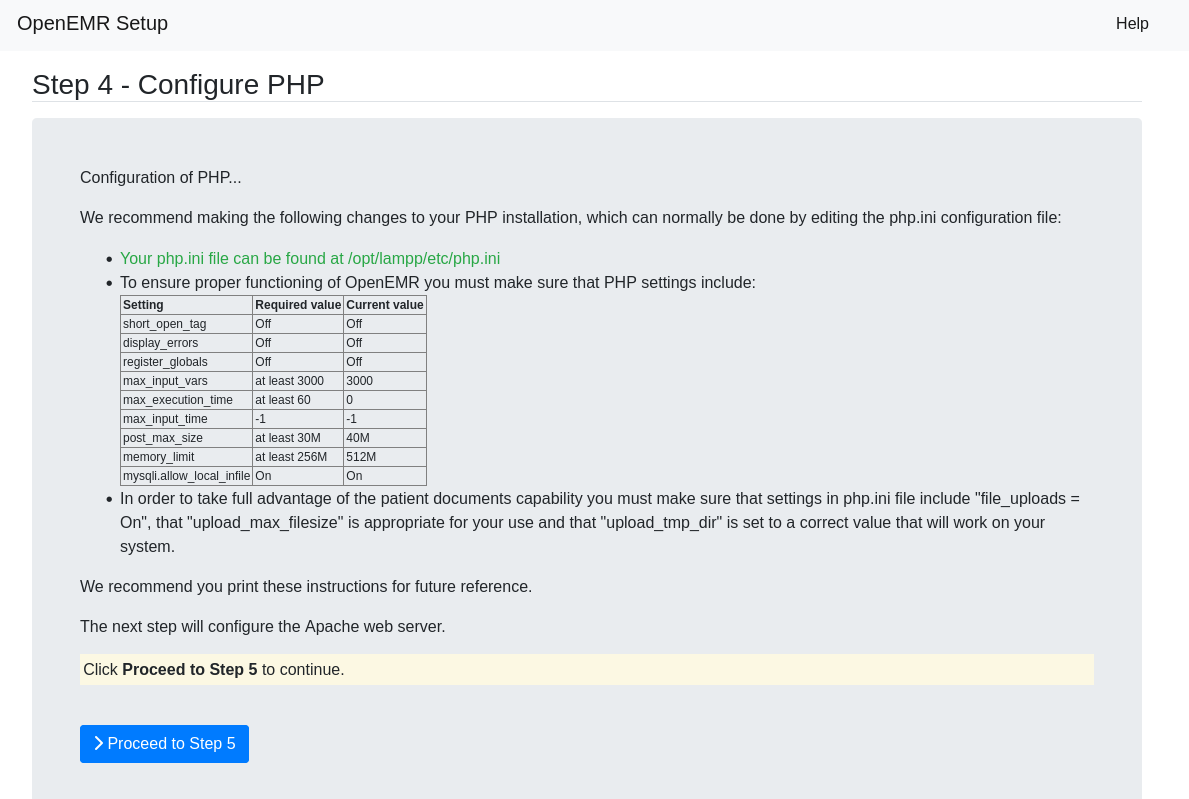 OpenEMR Setup
Help
Step 4 - Configure PHP
Configuration of PHP...
We recommend making the following changes to your PHP installation, which can normally be done by editing the php.ini configuration file:
• Your php.ini file can be found at /opt/lampp/etc/php.ini
• To ensure proper functioning of OpenEMR you must make sure that PHP settings include:
Setting Required value Current value
short_open_tag Off Off
display_errors Off Off
register_globals Off Off
max_input_vars at least 3000 3000
max_execution_time at least 60 0
max_input_time -1 -1
post_max_size at least 30M 40M
memory_limit at least 256M 512M
mysqli.allow_local_infile On On
• In order to take full advantage of the patient documents capability you must make sure that settings in php.ini file include "file_uploads =
On", that "upload_max_filesize" is appropriate for your use and that "upload_tmp_dir" is set to a correct value that will work on your
system.
We recommend you print these instructions for future reference.
The next step will configure the Apache web server.
Click Proceed to Step 5 to continue.
Proceed to Step 5